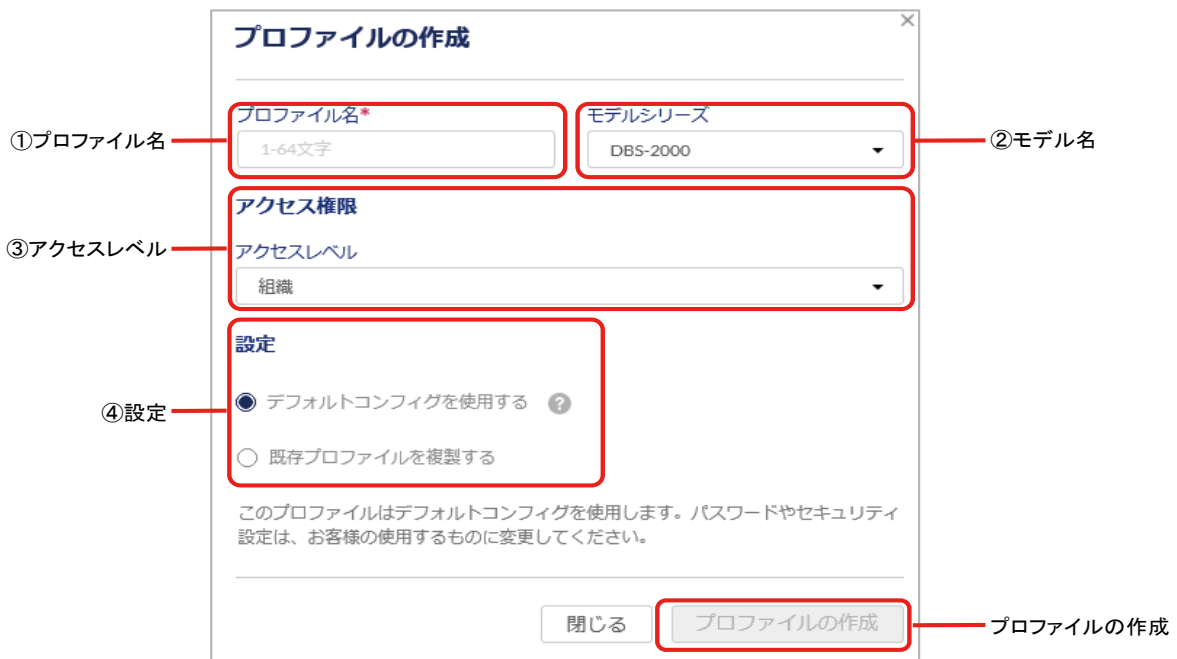 ×
プロファイルの作成
プロファイル名*
モデルシリーズ
①プロファイル名
1-64文字
DBS-2000
②モデル名
アクセス権限
③アクセスレベル
アクセスレベル
組織
設定
④設定
デフォルトコンフィグを使用する ?
既存プロファイルを複製する
このプロファイルはデフォルトコンフィグを使用します。パスワードやセキュリティ
設定は、お客様の使用するものに変更してください。
閉じる
プロファイルの作成
プロファイルの作成